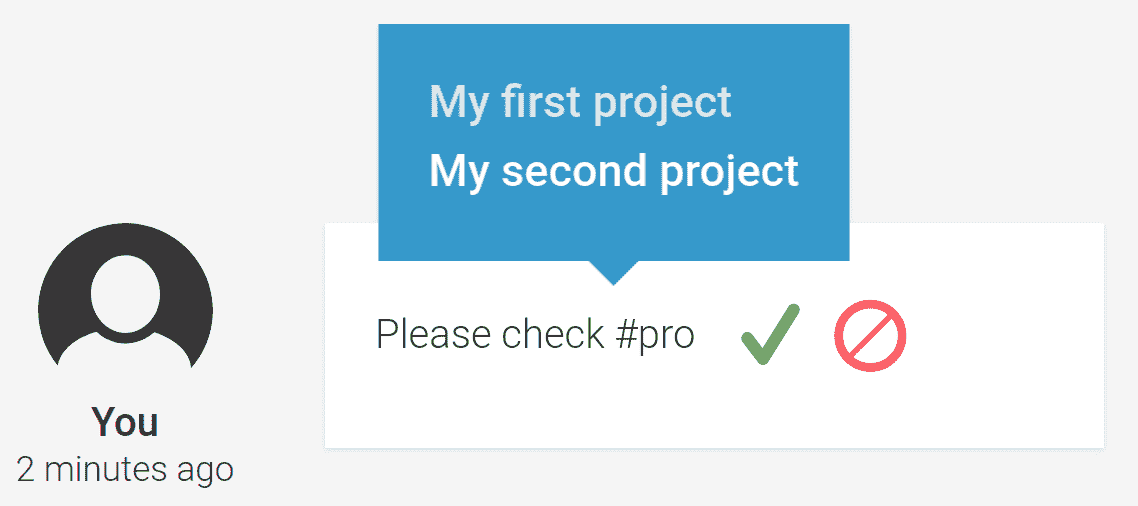 My first project
My second project
Please check #pro
You
2 minutes ago